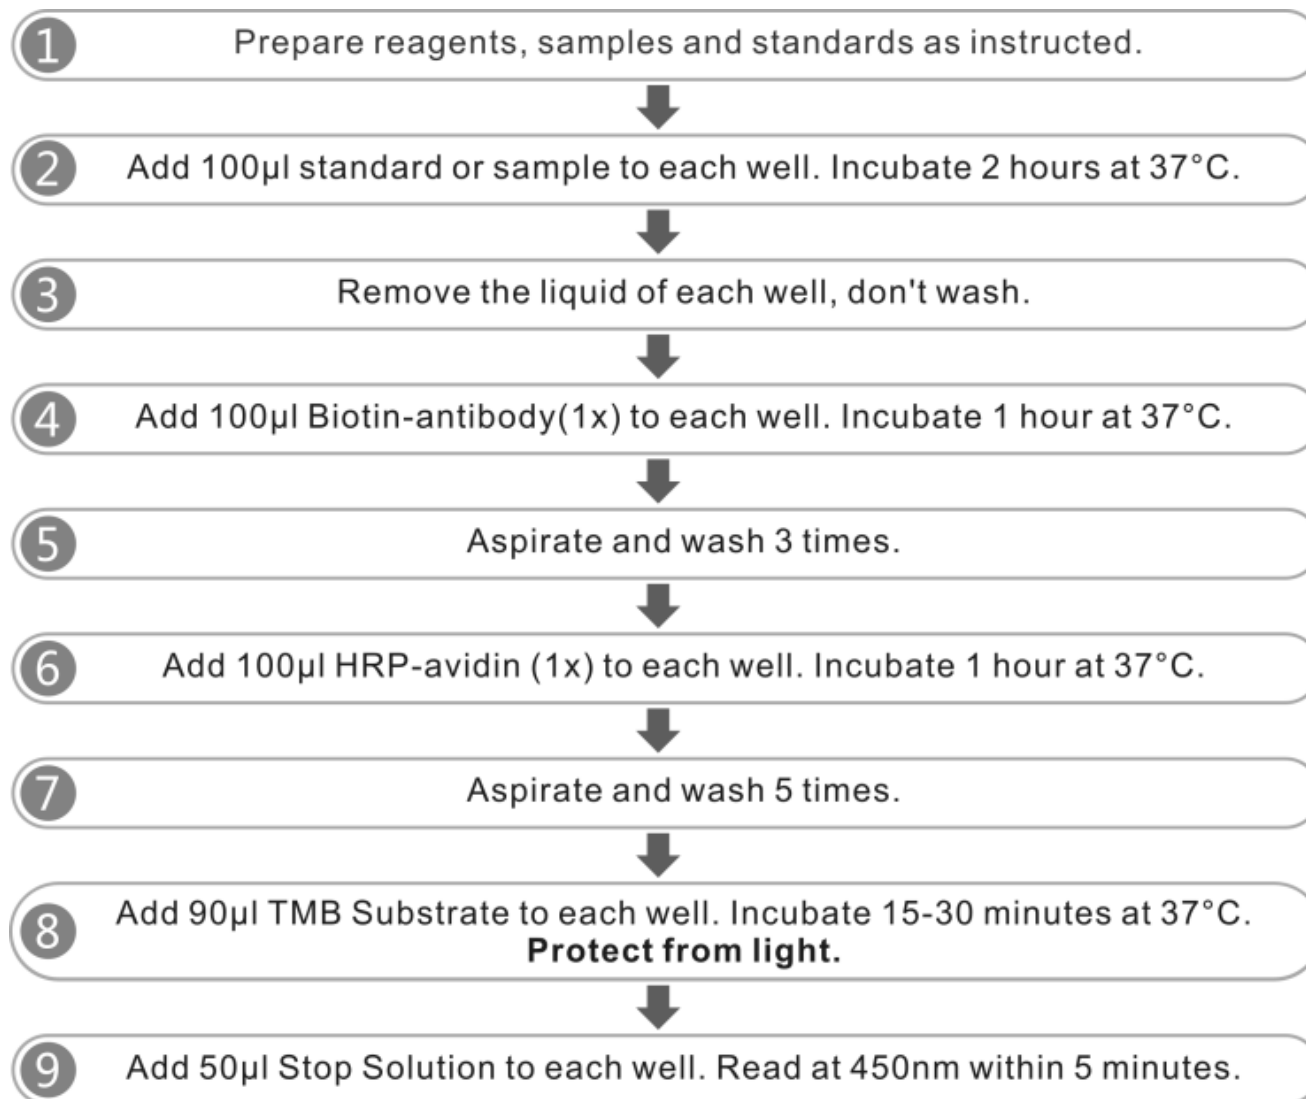 1 Prepare reagents, samples and standards as instructed.
2 Add 100µl standard or sample to each well. Incubate 2 hours at 37°C.
3 Remove the liquid of each well, don't wash.
4 Add 100µl Biotin-antibody(1x) to each well. Incubate 1 hour at 37°C.
5 Aspirate and wash 3 times.
6 Add 100µl HRP-avidin (1x) to each well. Incubate 1 hour at 37°C.
7 Aspirate and wash 5 times.
8 Add 90µl TMB Substrate to each well. Incubate 15-30 minutes at 37°C.
Protect from light.
9 Add 50µl Stop Solution to each well. Read at 450nm within 5 minutes.